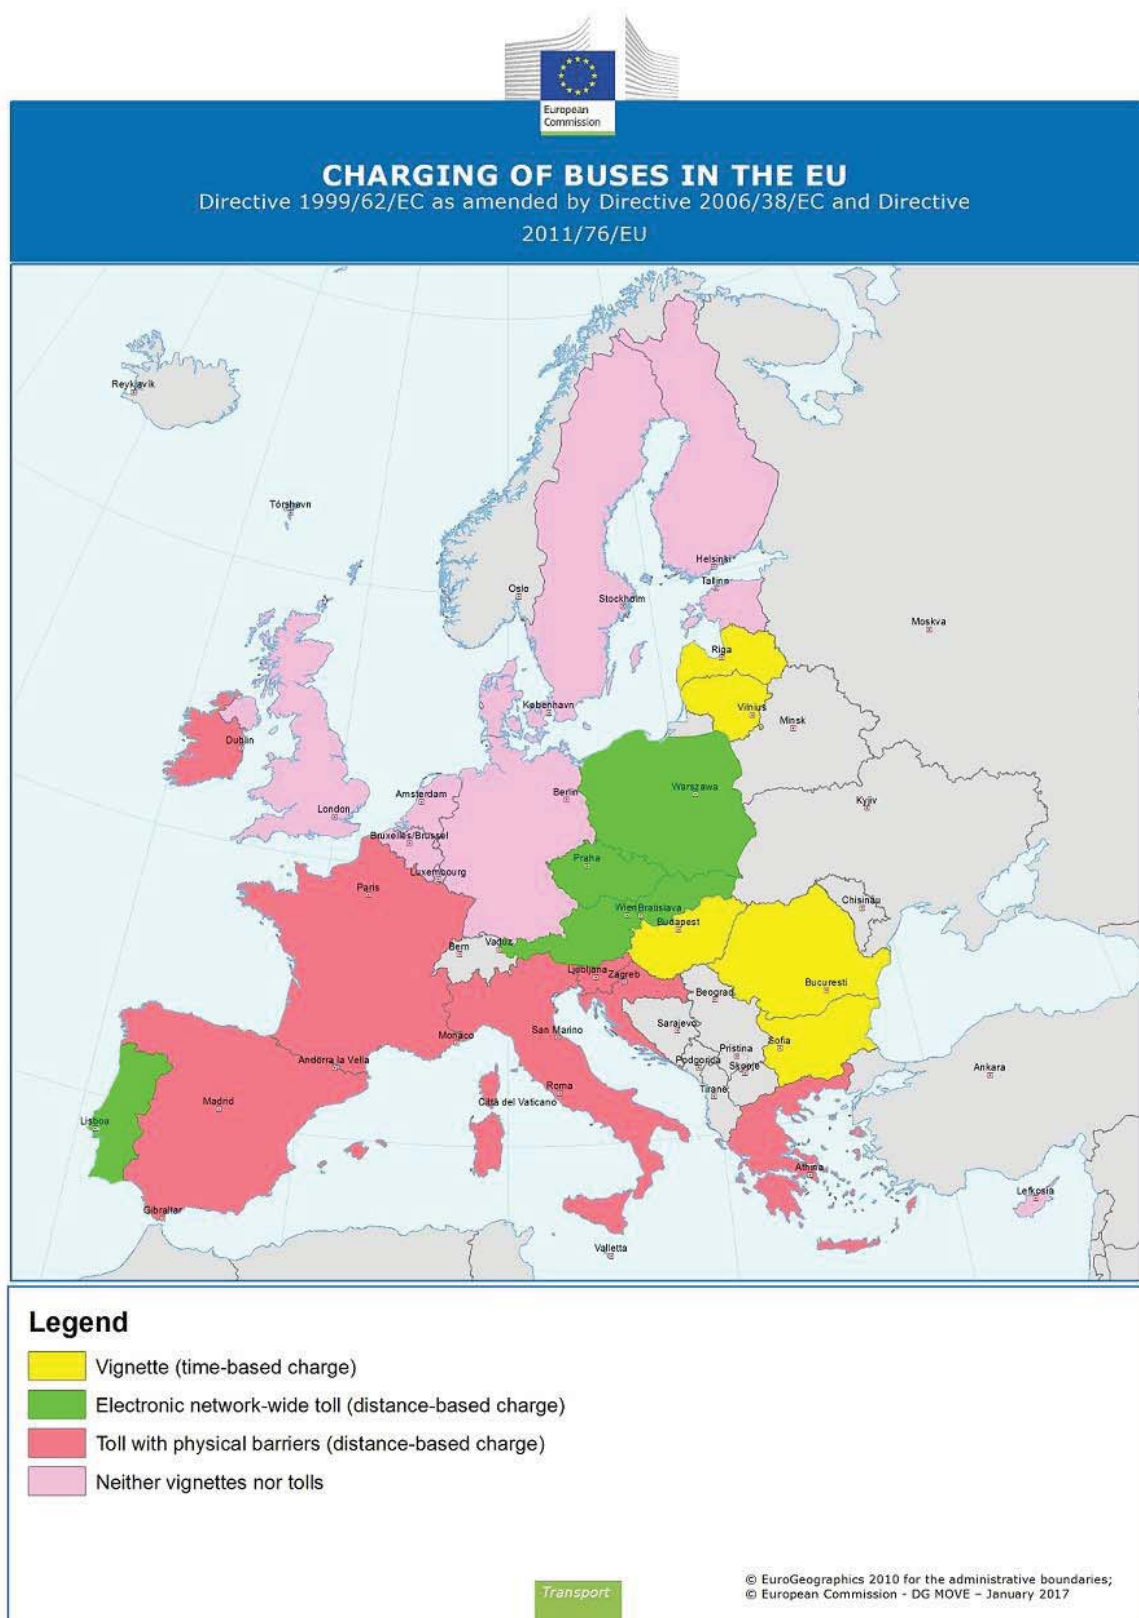 European
Commission
CHARGING OF BUSES IN THE EU
Directive 1999/62/EC as amended by Directive 2006/38/EC and Directive
2011/76/EU
Reykjavík
Tórshavn
Helsinki
Tallinn
Oslo
Stockholm
Moskva
Riga
København
Vilnius
Minsk
Dublin
Amsterdam
Berlin
Warszawa
London
Kyjiv
Bruxelles/Brussel
Praha
Luxembourg
Paris
Chisinău
Wien
Bratislava
Budapest
Bern
Vaduz
Ljubljana
Zagreb
Bucuresti
Beograd
San Marino
Sarajevo
Monaco
Sofia
Pristina
Andorra la Vella
Podgorica
Skopje
Ankara
Roma
Tiranë
Madrid
Città del Vaticano
Lisboa
Athina
Lefkosia
Gibraltar
Valletta
Legend
Vignette (time-based charge)
Electronic network-wide toll (distance-based charge)
Toll with physical barriers (distance-based charge)
Neither vignettes nor tolls
Transport
© EuroGeographics 2010 for the administrative boundaries;
© European Commission - DG MOVE – January 2017